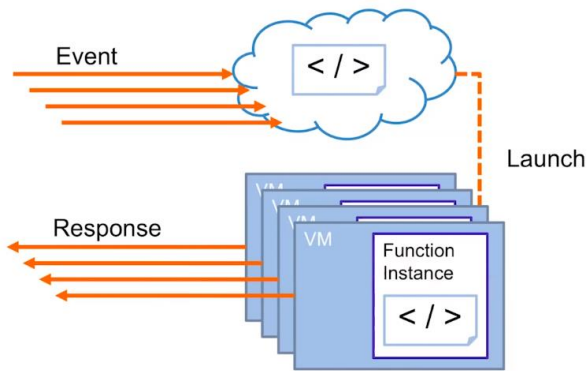 Event
< / >
Launch
VM
VM
VM
VM
Response
Function
Instance
< / >